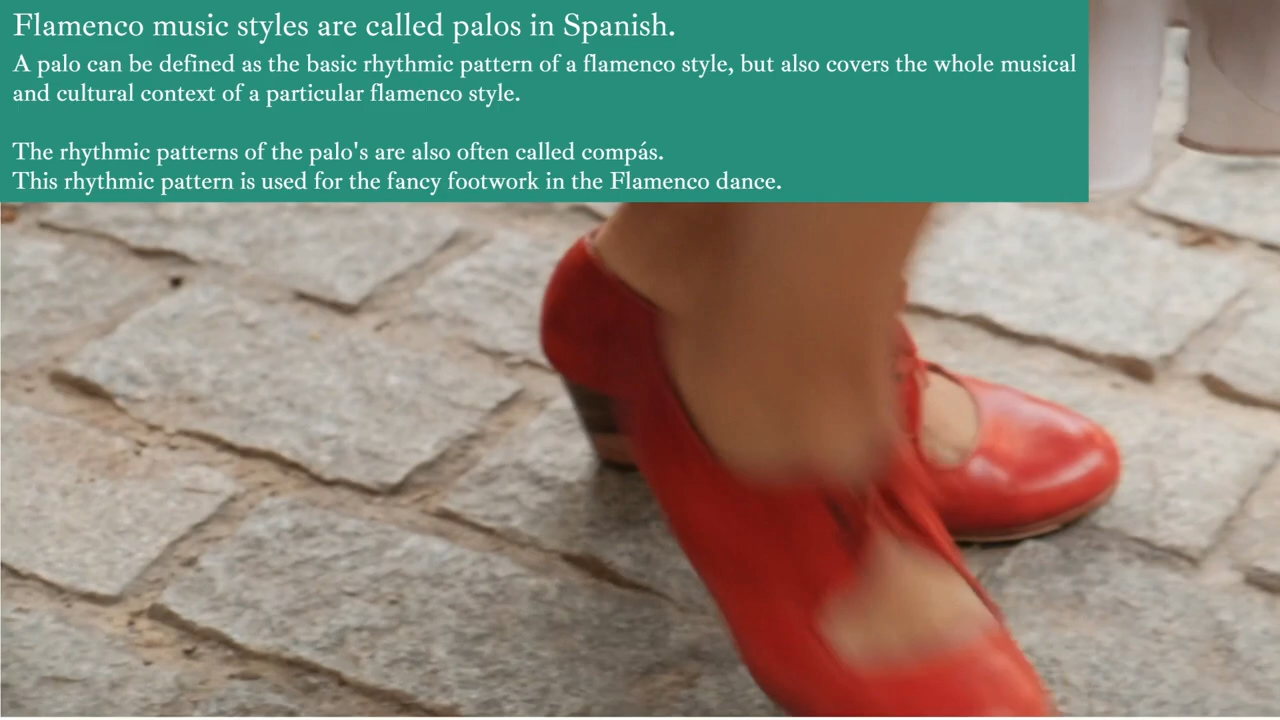 Flamenco music styles are called palos in Spanish.
A palo can be defined as the basic rhythmic pattern of a flamenco style, but also covers the whole musical
and cultural context of a particular flamenco style.
The rhythmic patterns of the palo's are also often called compás.
This rhythmic pattern is used for the fancy footwork in the Flamenco dance.